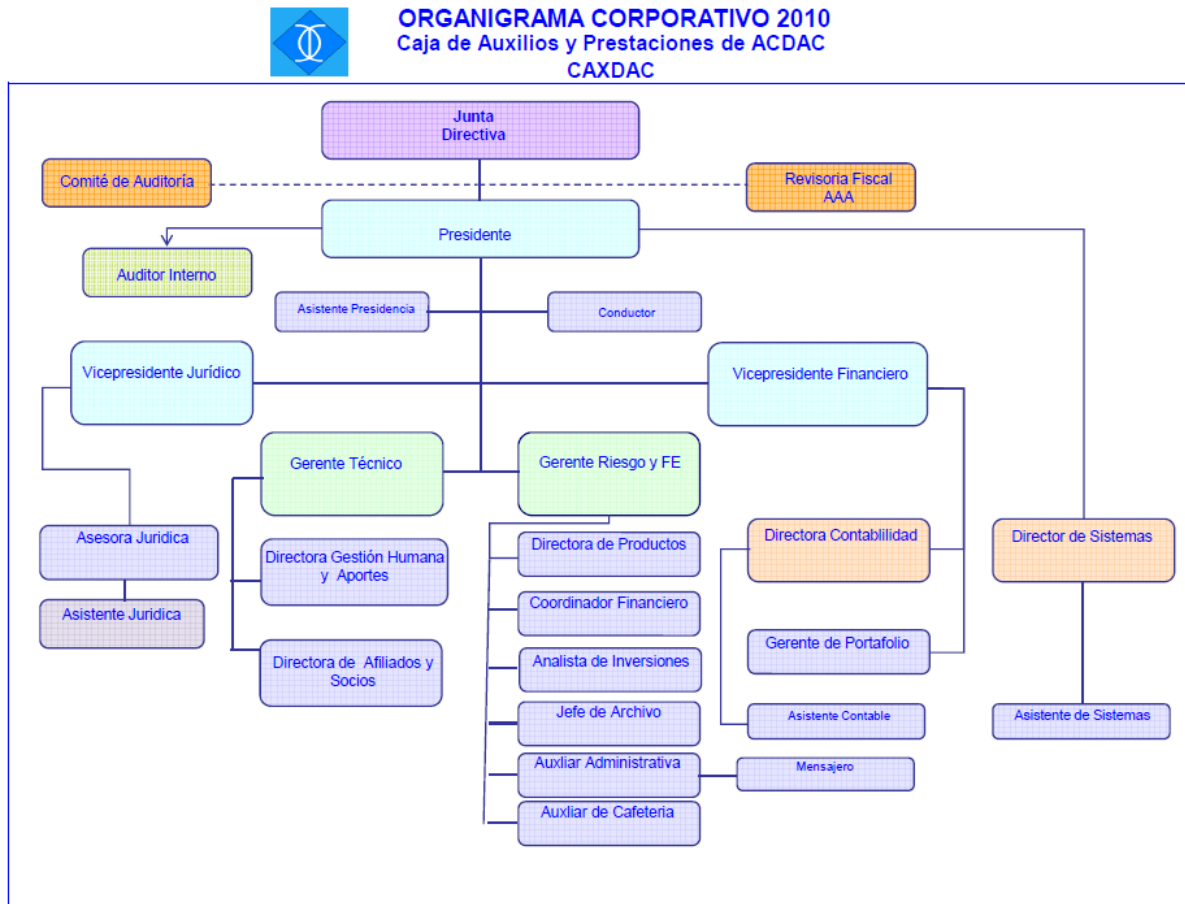 ORGANIGRAMA CORPORATIVO 2010
Caja de Auxilios y Prestaciones de ACDAC
CAXDAC
Junta
Directiva
Comité de Auditoría
Revisoria Fiscal
AAA
Presidente
Auditor Interno
Asistente Presidencia
Conductor
Vicepresidente Jurídico
Vicepresidente Financiero
Gerente Técnico
Gerente Riesgo y FE
Asesora Juridica
Directora Gestión Humana
y Aportes
Directora de Productos
Directora Contablilidad
Director de Sistemas
Asistente Juridica
Coordinador Financiero
Directora de Afiliados y
Socios
Analista de Inversiones
Gerente de Portafolio
Jefe de Archivo
Asistente Contable
Asistente de Sistemas
Auxliar Administrativa
Mensajero
Auxliar de Cafeteria